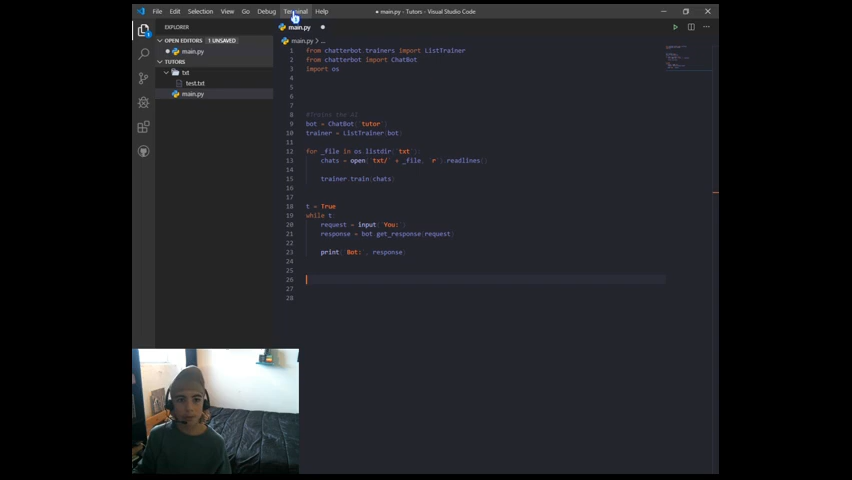 File Edit Selection View Go Debug Terminal Help
● main.py - Tutors - Visual Studio Code
EXPLORER
OPEN EDITORS 1 UNSAVED
● main.py
TUTORS
txt
test.txt
main.py
main.py ●
main.py > ...
1 from chatterbot.trainers import ListTrainer
2 from chatterbot import ChatBot
3 import os
4
5
6
7
8 #Trains the AI
9 bot = ChatBot('tutor')
10 trainer = ListTrainer(bot)
11
12 for _file in os.listdir('txt'):
13 chats = open('txt/' + _file, 'r').readlines()
14
15 trainer.train(chats)
16
17
18 t = True
19 while t:
20 request = input('You:')
21 response = bot.get_response(request)
22
23 print('Bot:', response)
24
25
26
27
28